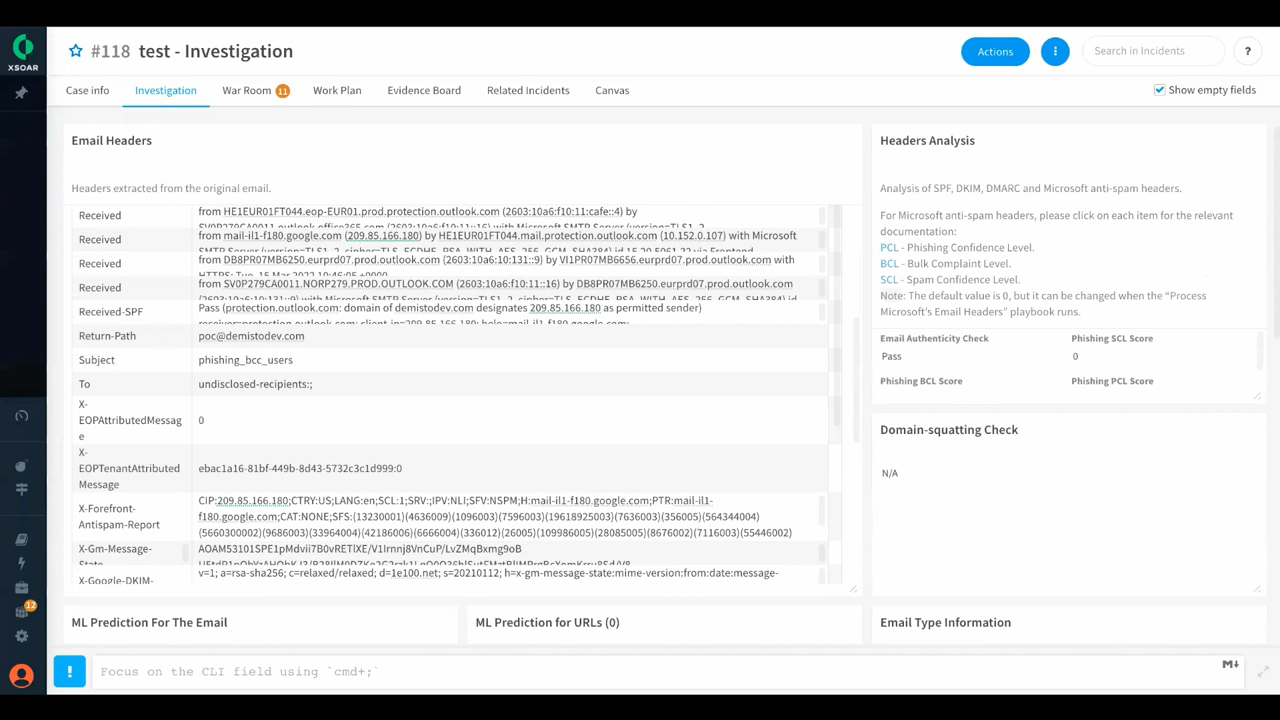 XSOAR
#118 test - Investigation
Actions
Search in Incidents
?
Case info
Investigation
War Room 11
Work Plan
Evidence Board
Related Incidents
Canvas
Show empty fields
Email Headers
Headers extracted from the original email.
Received
from HE1EUR01FT044.eop-EUR01.prod.protection.outlook.com (2603:10a6:f10:11:cafe::4) by
Received
from mail-il1-f180.google.com (209.85.166.180) by HE1EUR01FT044.mail.protection.outlook.com (10.152.0.107) with Microsoft
Received
from DB8PR07MB6250.eurprd07.prod.outlook.com (2603:10a6:10:131::9) by VI1PR07MB6656.eurprd07.prod.outlook.com with
Received
from SV0P279CA0011.NORP279.PROD.OUTLOOK.COM (2603:10a6:f10:11::16) by DB8PR07MB6250.eurprd07.prod.outlook.com
Received-SPF
Pass (protection.outlook.com: domain of demistodev.com designates 209.85.166.180 as permitted sender)
Return-Path
poc@demistodev.com
Subject
phishing_bcc_users
To
undisclosed-recipients:;
X-
EOPAttributedMessag
e
0
X-
EOPTenantAttributed
Message
ebac1a16-81bf-449b-8d43-5732c3c1d999:0
X-Forefront-
Antispam-Report
CIP:209.85.166.180;CTRY:US;LANG:en;SCL:1;SRV:;IPV:NLI;SFV:NSPM;H:mail-il1-f180.google.com;PTR:mail-il1-
f180.google.com;CAT:NONE;SFS:(13230001)(4636009)(1096003)(7596003)(19618925003)(7636003)(356005)(564344004)
(5660300002)(9686003)(33964004)(42186006)(6666004)(336012)(26005)(109986005)(28085005)(8676002)(7116003)(55446002)
X-Gm-Message-
State
AOAM53101SPE1pMdvii7B0vRETIXE/V1Irnnj8VnCuP/LvZMqBxmg9oB
X-Google-DKIM-
v=1; a=rsa-sha256; c=relaxed/relaxed; d=1e100.net; s=20210112; h=x-gm-message-state:mime-version:from:date:message-
Headers Analysis
Analysis of SPF, DKIM, DMARC and Microsoft anti-spam headers.
For Microsoft anti-spam headers, please click on each item for the relevant
documentation:
PCL - Phishing Confidence Level.
BCL - Bulk Complaint Level.
SCL - Spam Confidence Level.
Note: The default value is 0, but it can be changed when the “Process
Microsoft’s Email Headers” playbook runs.
Email Authenticity Check
Pass
Phishing SCL Score
0
Phishing BCL Score
Phishing PCL Score
Domain-squatting Check
N/A
ML Prediction For The Email
ML Prediction for URLs (0)
Email Type Information
12
!
Focus on the CLI field using `cmd+;`
M↓